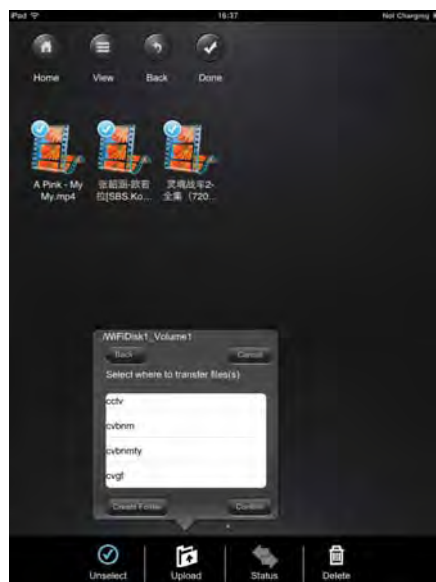 iPad 16:37 Not Charging
Home View Back Done
A Pink - My
My.mp4
张韶涵-欧若
拉[SBS.Ko...
灵魂战车2-
全集（720...
/WiFiDisk1_Volume1
Back Cancel
Select where to transfer files(s)
cctv
cvbnm
cvbnmty
cvgf
Create Folder Confirm
Unselect Upload Status Delete